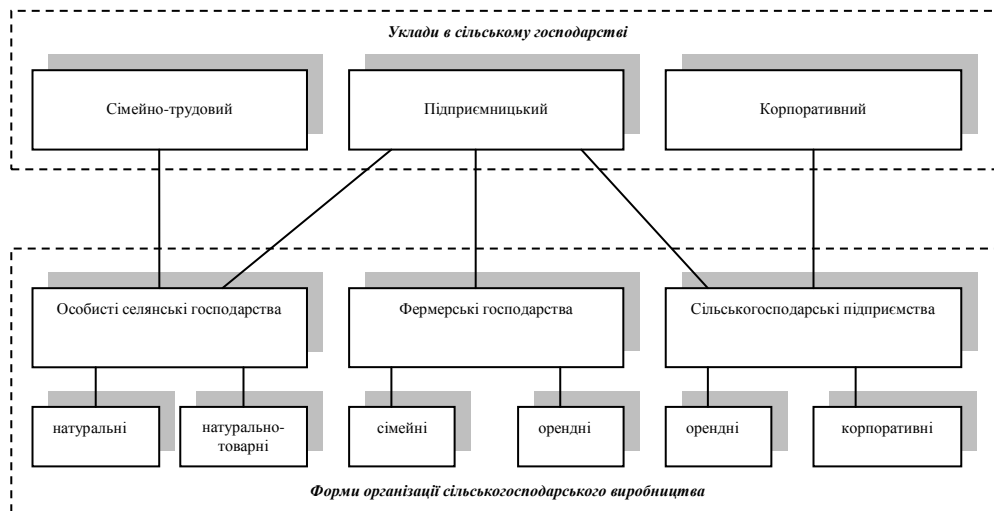 Уклади в сільському господарстві
Сімейно-трудовий
Підприємницький
Корпоративний
Особисті селянські господарства
Фермерські господарства
Сільськогосподарські підприємства
натуральні
натурально-
товарні
сімейні
орендні
орендні
корпоративні
Форми організації сільськогосподарського виробництва